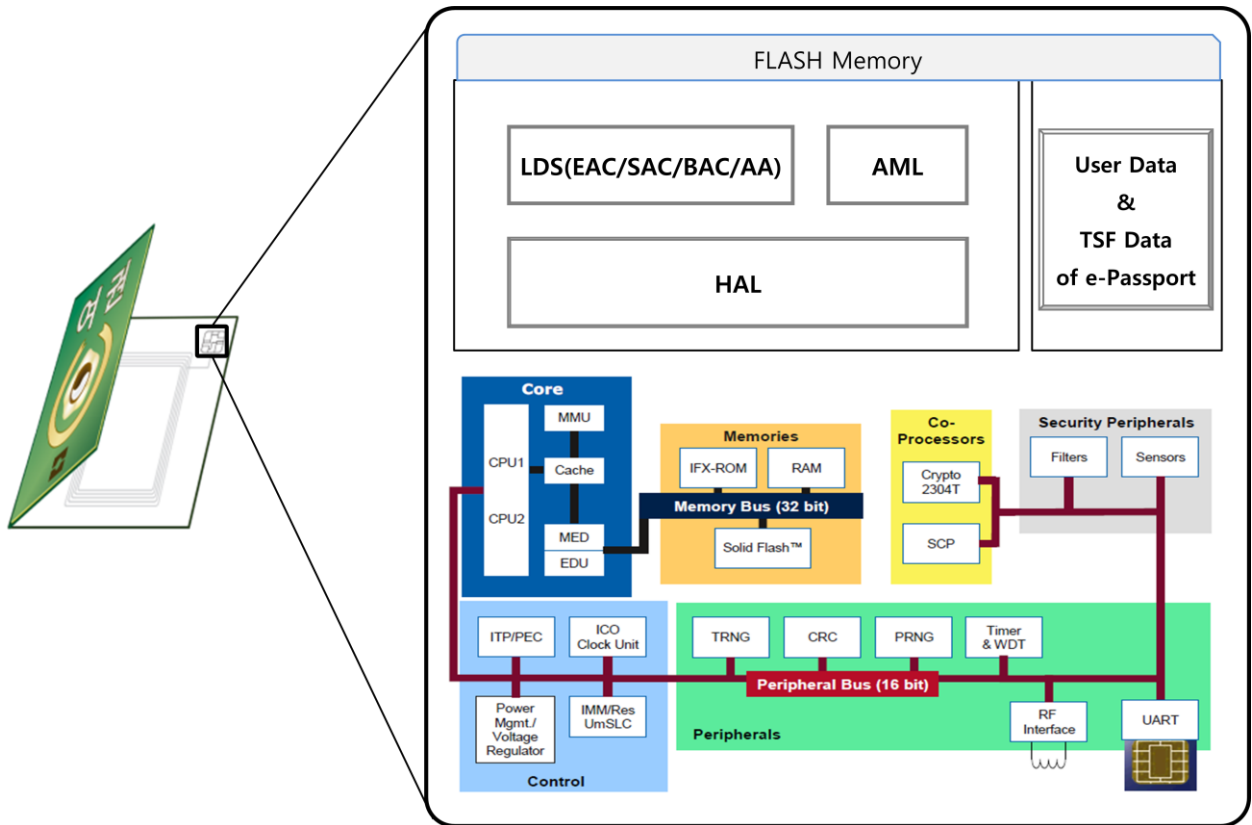 FLASH Memory
LDS(EAC/SAC/BAC/AA)
AML
HAL
User Data
&
TSF Data
of e-Passport
Core
CPU1
CPU2
MMU
Cache
MED
EDU
Memories
IFX-ROM
RAM
Memory Bus (32 bit)
Solid Flash™
Co-
Processors
Crypto
2304T
SCP
Security Peripherals
Filters
Sensors
ITP/PEC
ICO
Clock Unit
Power
Mgmt./
Voltage
Regulator
IMM/Res
UmSLC
Control
TRNG
CRC
PRNG
Timer
& WDT
Peripheral Bus (16 bit)
RF
Interface
UART
Peripherals